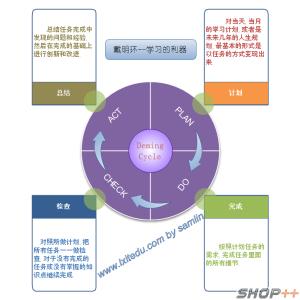 戴明环--学习的利器
总结任务完成中
发现的问题和经验
然后在完成的基础上
进行创新和改进
总结
对当天,当月
的学习计划,或者是
未来几年的人生规
划,最基本的形式是
以任务的方式变现出
来
计划
ACT
PLAN
Deming
Cycle
CHECK
DO
检查
对照所做计划,把
所有任务一一做检
查,对于没有完成的
任务或没有掌握的知
识点继续完成
完成
按照计划任务的
需求,完成任务里面
的所有细节
www.lxitedu.com by samlin
SHOP++